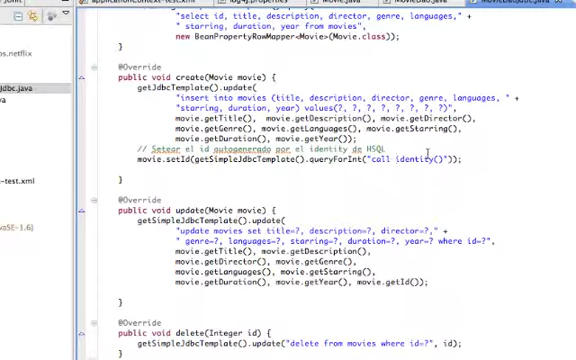 applicationContext-test.xml
log4j.properties
Movie.java
MovieDao.java
MovieDaoJdbc.java
os.netflix
Jdbc.java
va
-test.xml
vaSE-1.6)
"select id, title, description, director, genre, languages," +
"starring, duration, year from movies",
new BeanPropertyRowMapper<Movie>(Movie.class));
}
@Override
public void create(Movie movie) {
getJdbcTemplate().update(
"insert into movies (title, description, director, genre, languages, " +
"starring, duration, year) values(?, ?, ?, ?, ?, ?, ?, ?)",
movie.getTitle(), movie.getDescription(), movie.getDirector(),
movie.getGenre(), movie.getLanguages(), movie.getStarring(),
movie.getDuration(), movie.getYear());
// Setear el id autogenerado por el identity de HSQL
movie.setId(getSimpleJdbcTemplate().queryForInt("call identity()"));
}
@Override
public void update(Movie movie) {
getSimpleJdbcTemplate().update(
"update movies set title=?, description=?, director=?," +
" genre=?, languages=?, starring=?, duration=?, year=? where id=?",
movie.getTitle(), movie.getDescription(),
movie.getDirector(), movie.getGenre(),
movie.getLanguages(), movie.getStarring(),
movie.getDuration(), movie.getYear(), movie.getId());
}
@Override
public void delete(Integer id) {
getSimpleJdbcTemplate().update("delete from movies where id=?", id);
}